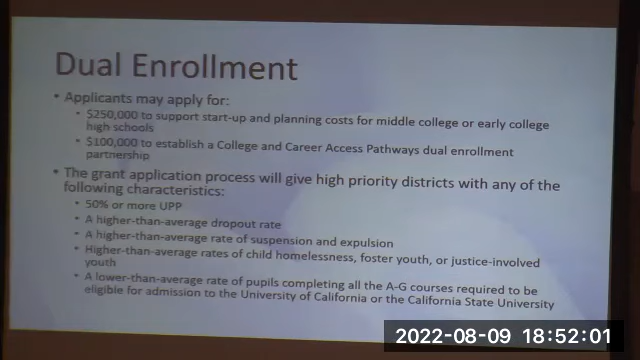 Dual Enrollment
• Applicants may apply for:
• $250,000 to support start-up and planning costs for middle college or early college
high schools
• $100,000 to establish a College and Career Access Pathways dual enrollment
partnership
• The grant application process will give high priority districts with any of the
following characteristics:
• 50% or more UPP
• A higher-than-average dropout rate
• A higher-than-average rate of suspension and expulsion
• Higher-than-average rates of child homelessness, foster youth, or justice-involved
youth
• A lower-than-average rate of pupils completing all the A-G courses required to be
eligible for admission to the University of California or the California State University
2022-08-09 18:52:01